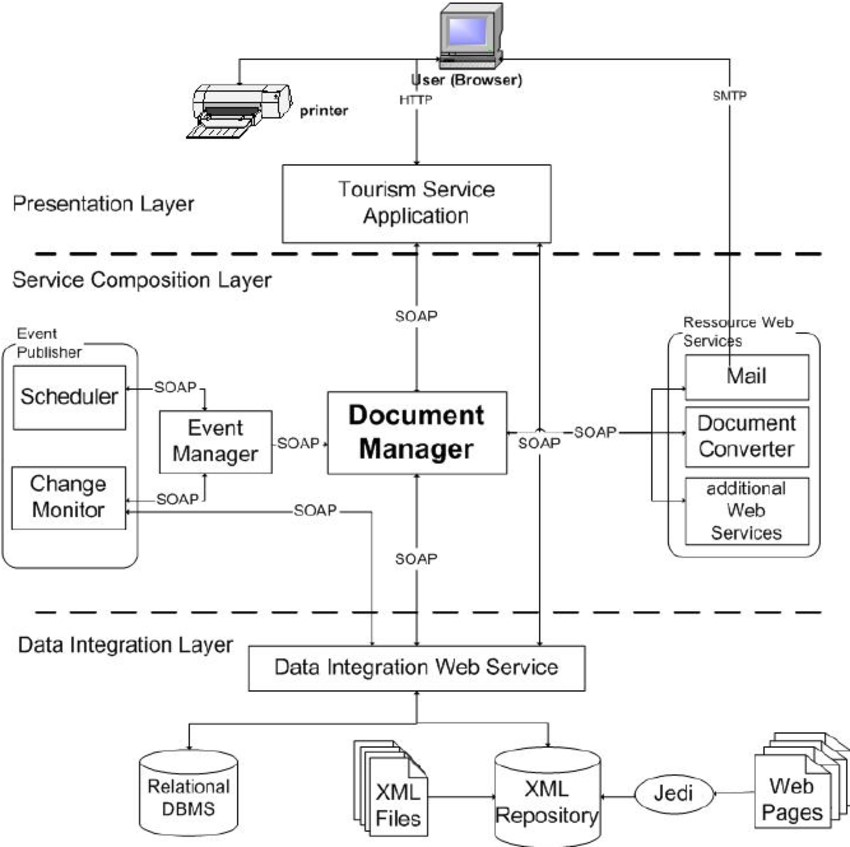 User (Browser)
printer
HTTP
SMTP
Tourism Service
Application
Presentation Layer
Service Composition Layer
SOAP
Event
Publisher
Scheduler
SOAP
Event
Manager
SOAP
Change
Monitor
SOAP
SOAP
Document
Manager
SOAP
SOAP
Ressource Web
Services
Mail
Document
Converter
additional
Web
Services
SOAP
Data Integration Layer
Data Integration Web Service
Relational
DBMS
XML
Files
XML
Repository
Jedi
Web
Pages